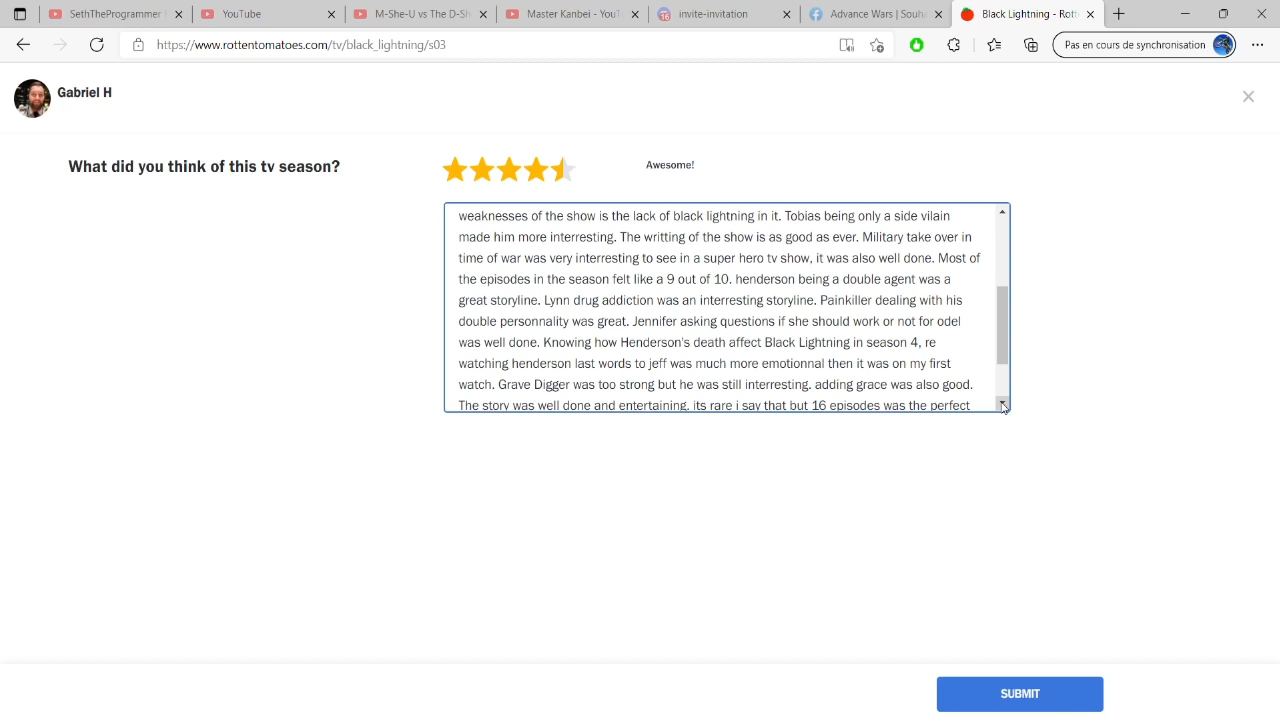 SethTheProgrammer
YouTube
M-She-U vs The D-Sh
Master Kanbei - YouT
invite-invitation
Advance Wars | Souha
Black Lightning - Rott
https://www.rottentomatoes.com/tv/black_lightning/s03
Pas en cours de synchronisation
Gabriel H
What did you think of this tv season?
Awesome!
weaknesses of the show is the lack of black lightning in it. Tobias being only a side vilain
made him more interresting. The writting of the show is as good as ever. Military take over in
time of war was very interresting to see in a super hero tv show, it was also well done. Most of
the episodes in the season felt like a 9 out of 10. henderson being a double agent was a
great storyline. Lynn drug addiction was an interresting storyline. Painkiller dealing with his
double personnality was great. Jennifer asking questions if she should work or not for odel
was well done. Knowing how Henderson's death affect Black Lightning in season 4, re
watching henderson last words to jeff was much more emotionnal then it was on my first
watch. Grave Digger was too strong but he was still interresting. adding grace was also good.
The story was well done and entertaining. its rare i say that but 16 episodes was the perfect
SUBMIT